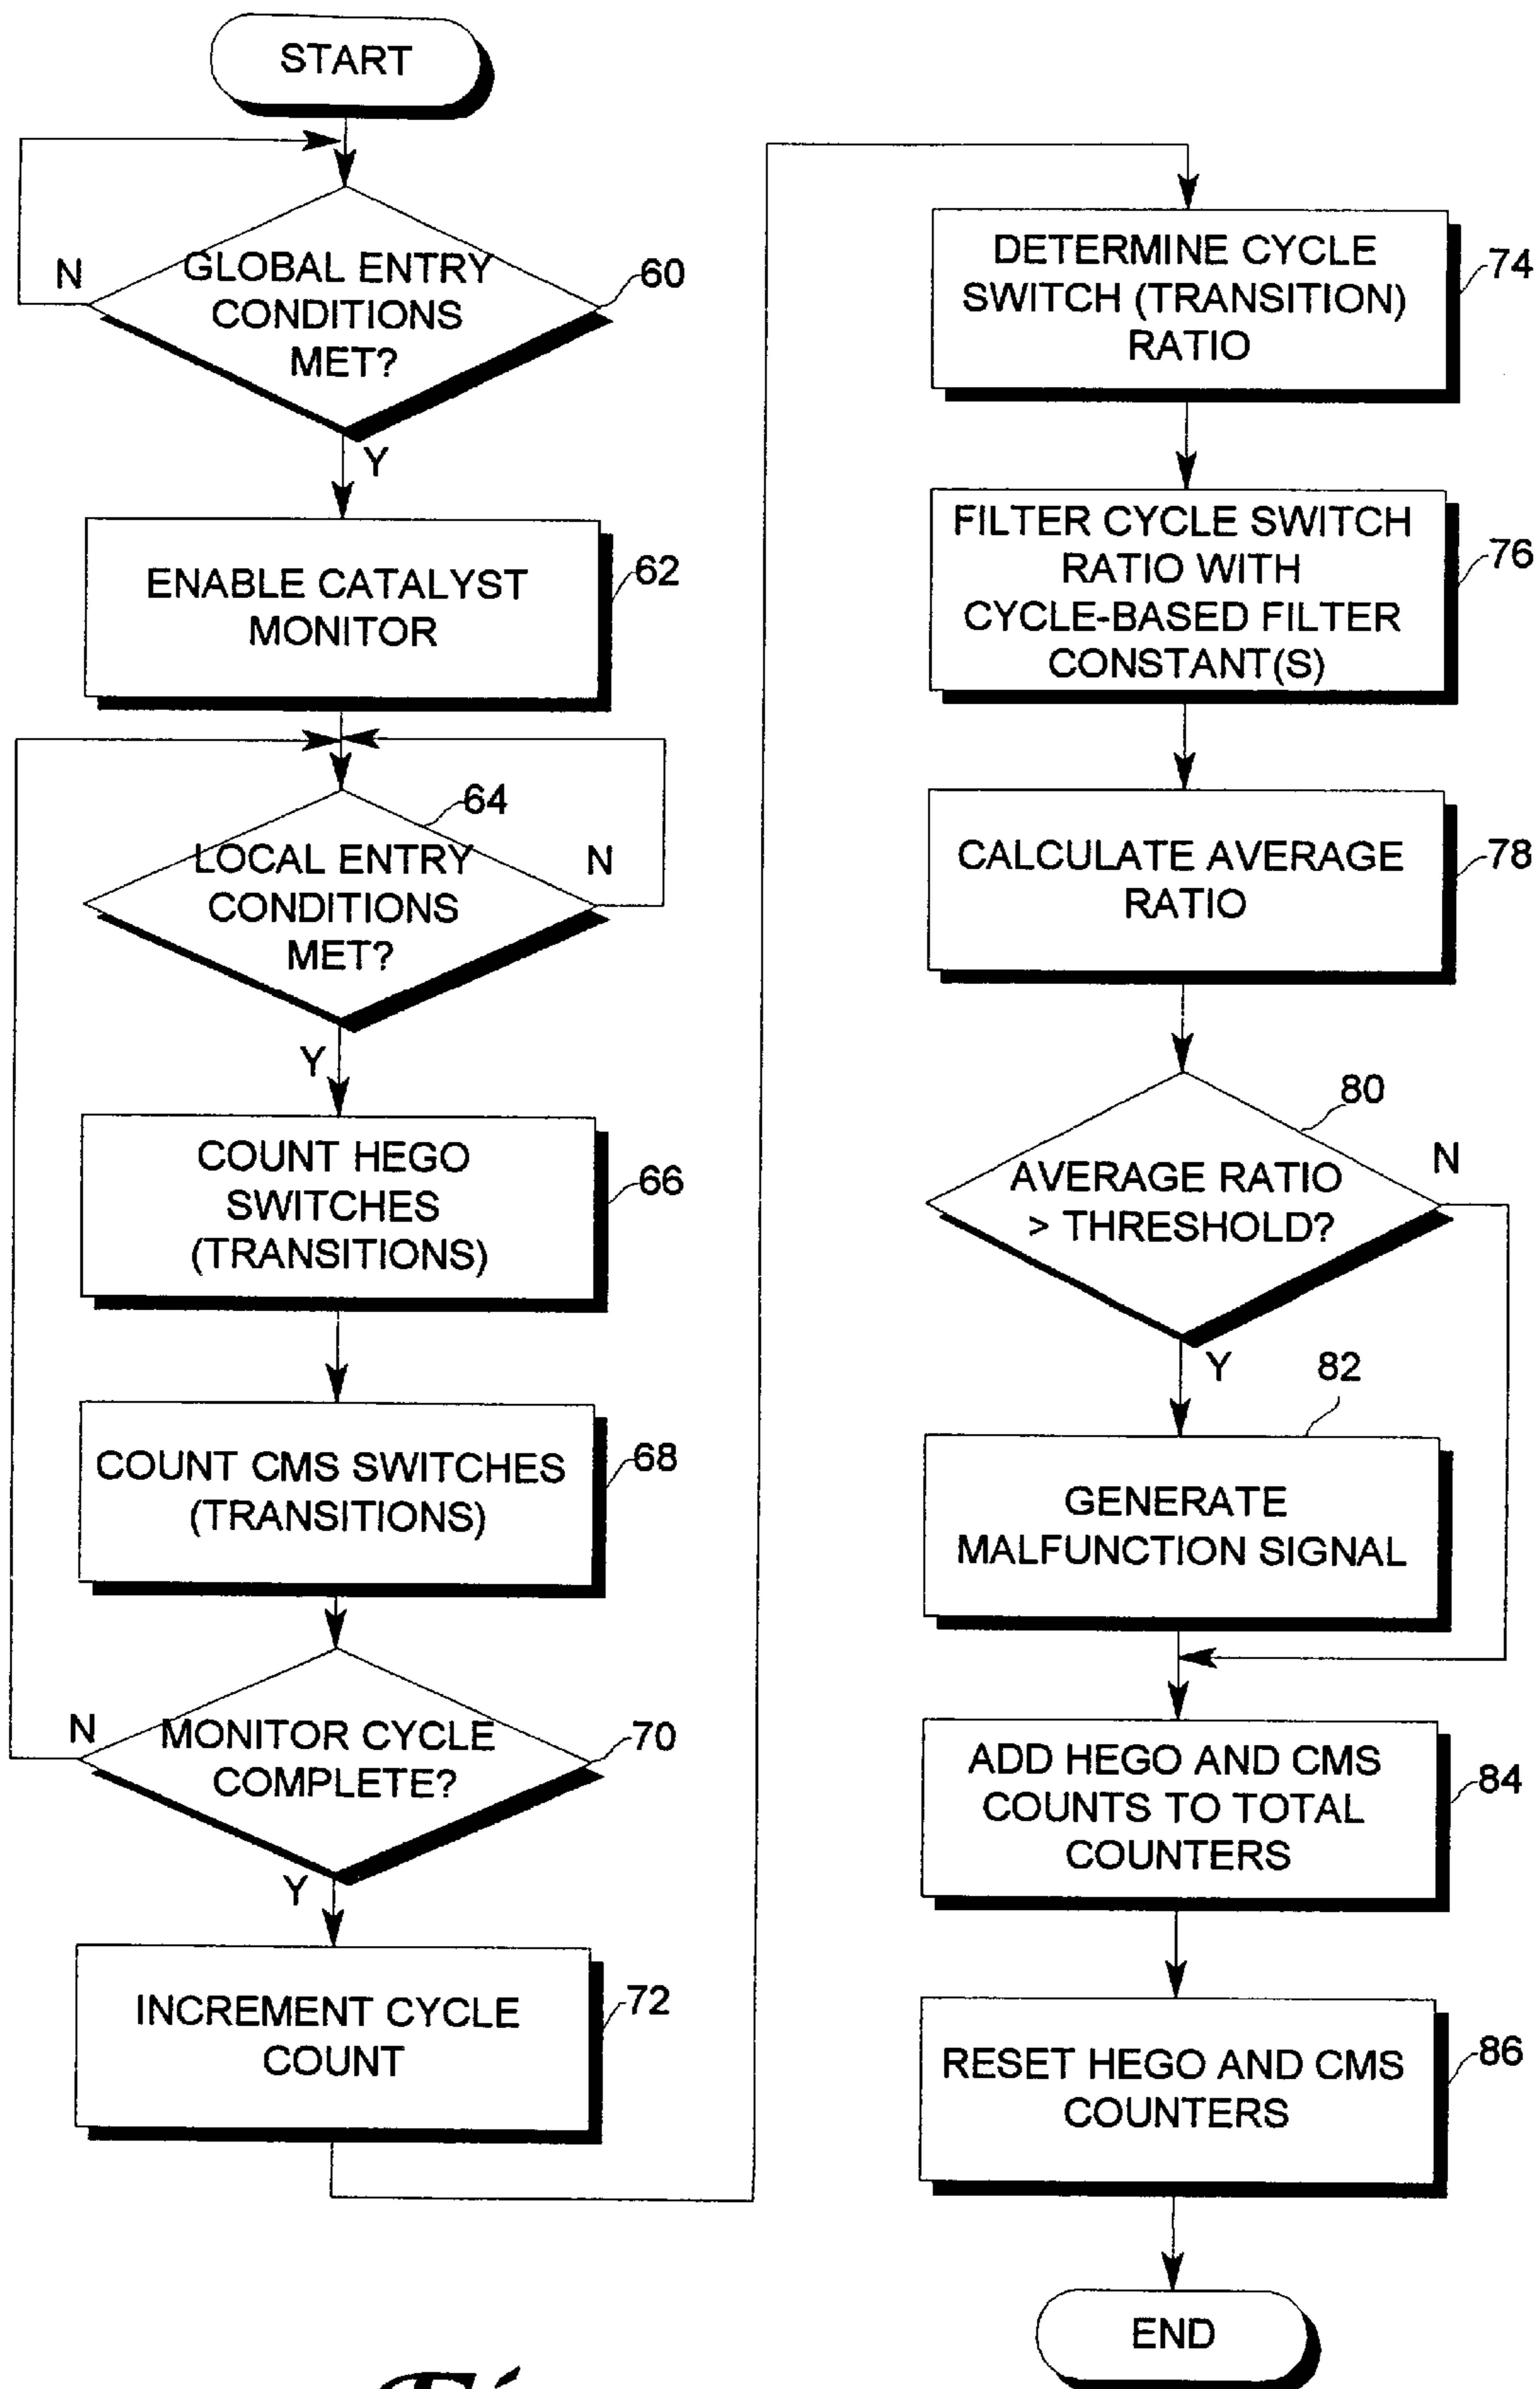 START
N
GLOBAL ENTRY
CONDITIONS
MET?
60
Y
ENABLE CATALYST
MONITOR
62
64
LOCAL ENTRY
CONDITIONS
MET?
N
Y
COUNT HEGO
SWITCHES
(TRANSITIONS)
66
COUNT CMS SWITCHES
(TRANSITIONS)
68
N
MONITOR CYCLE
COMPLETE?
70
Y
INCREMENT CYCLE
COUNT
72
DETERMINE CYCLE
SWITCH (TRANSITION)
RATIO
74
FILTER CYCLE SWITCH
RATIO WITH
CYCLE-BASED FILTER
CONSTANT(S)
76
CALCULATE AVERAGE
RATIO
78
80
AVERAGE RATIO
> THRESHOLD?
N
Y
82
GENERATE
MALFUNCTION SIGNAL
ADD HEGO AND CMS
COUNTS TO TOTAL
COUNTERS
84
RESET HEGO AND CMS
COUNTERS
86
END